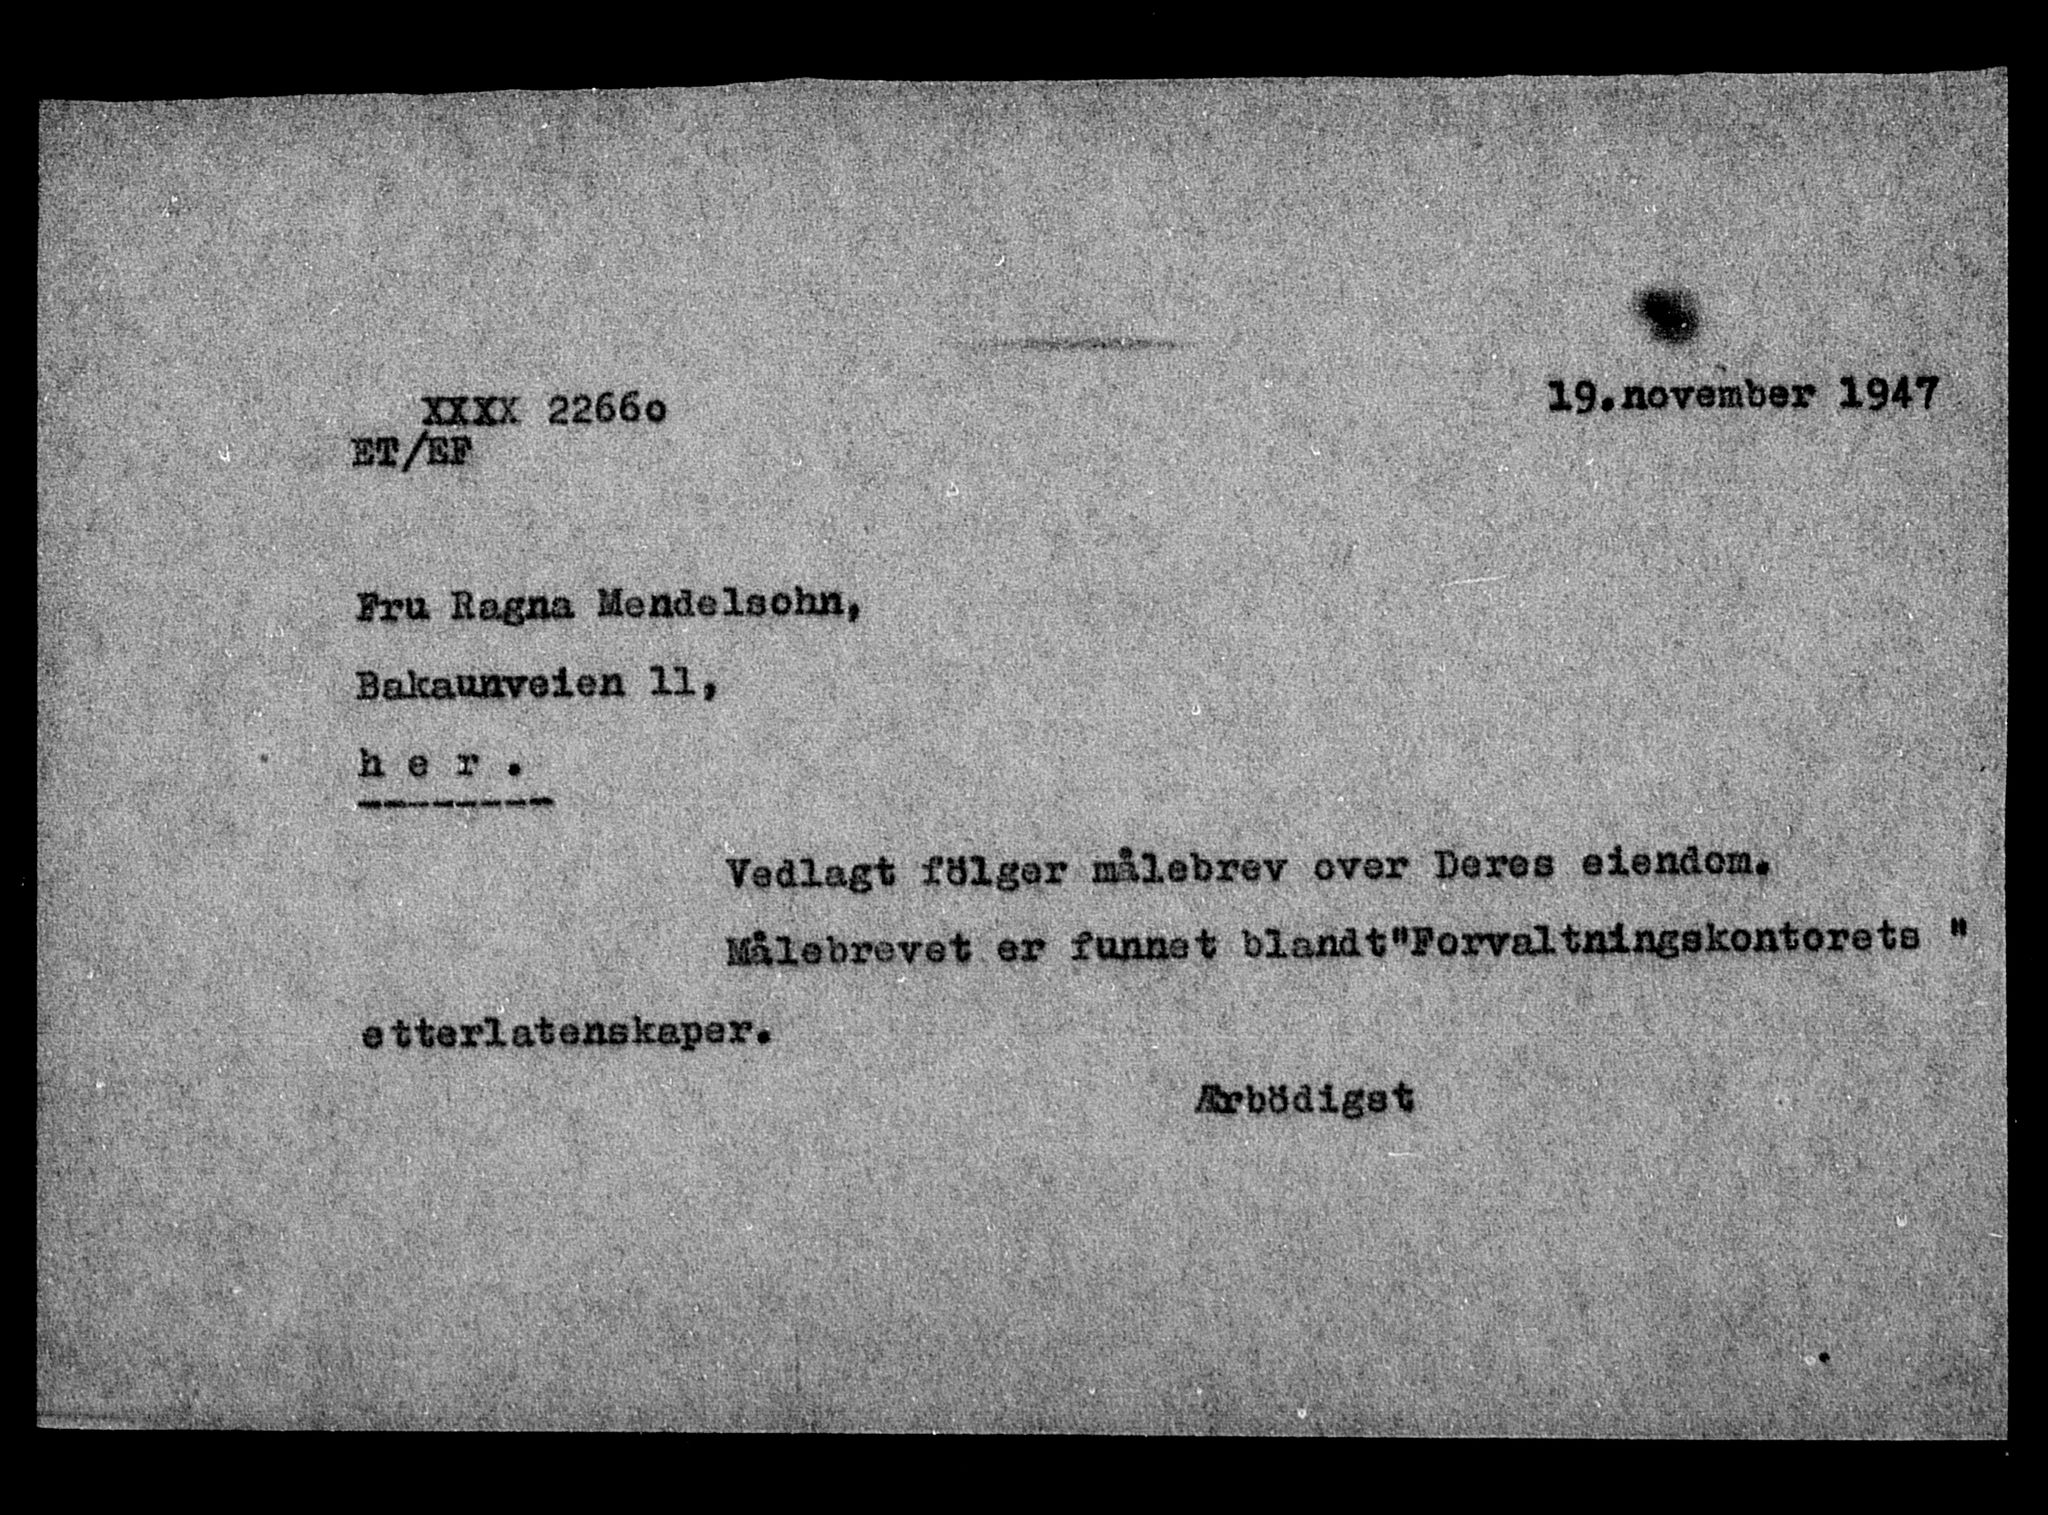 XXXX 2266o
19.november 1947
ET/EF
Fru Ragna Mendelsohn,
Bakaunveien 11,
h e r .
--------
Vedlagt fölger målebrev over Deres eiendom.
Målebrevet er funnet blandt"Forvaltningskontorets "
etterlatenskaper.
Ærbödigst